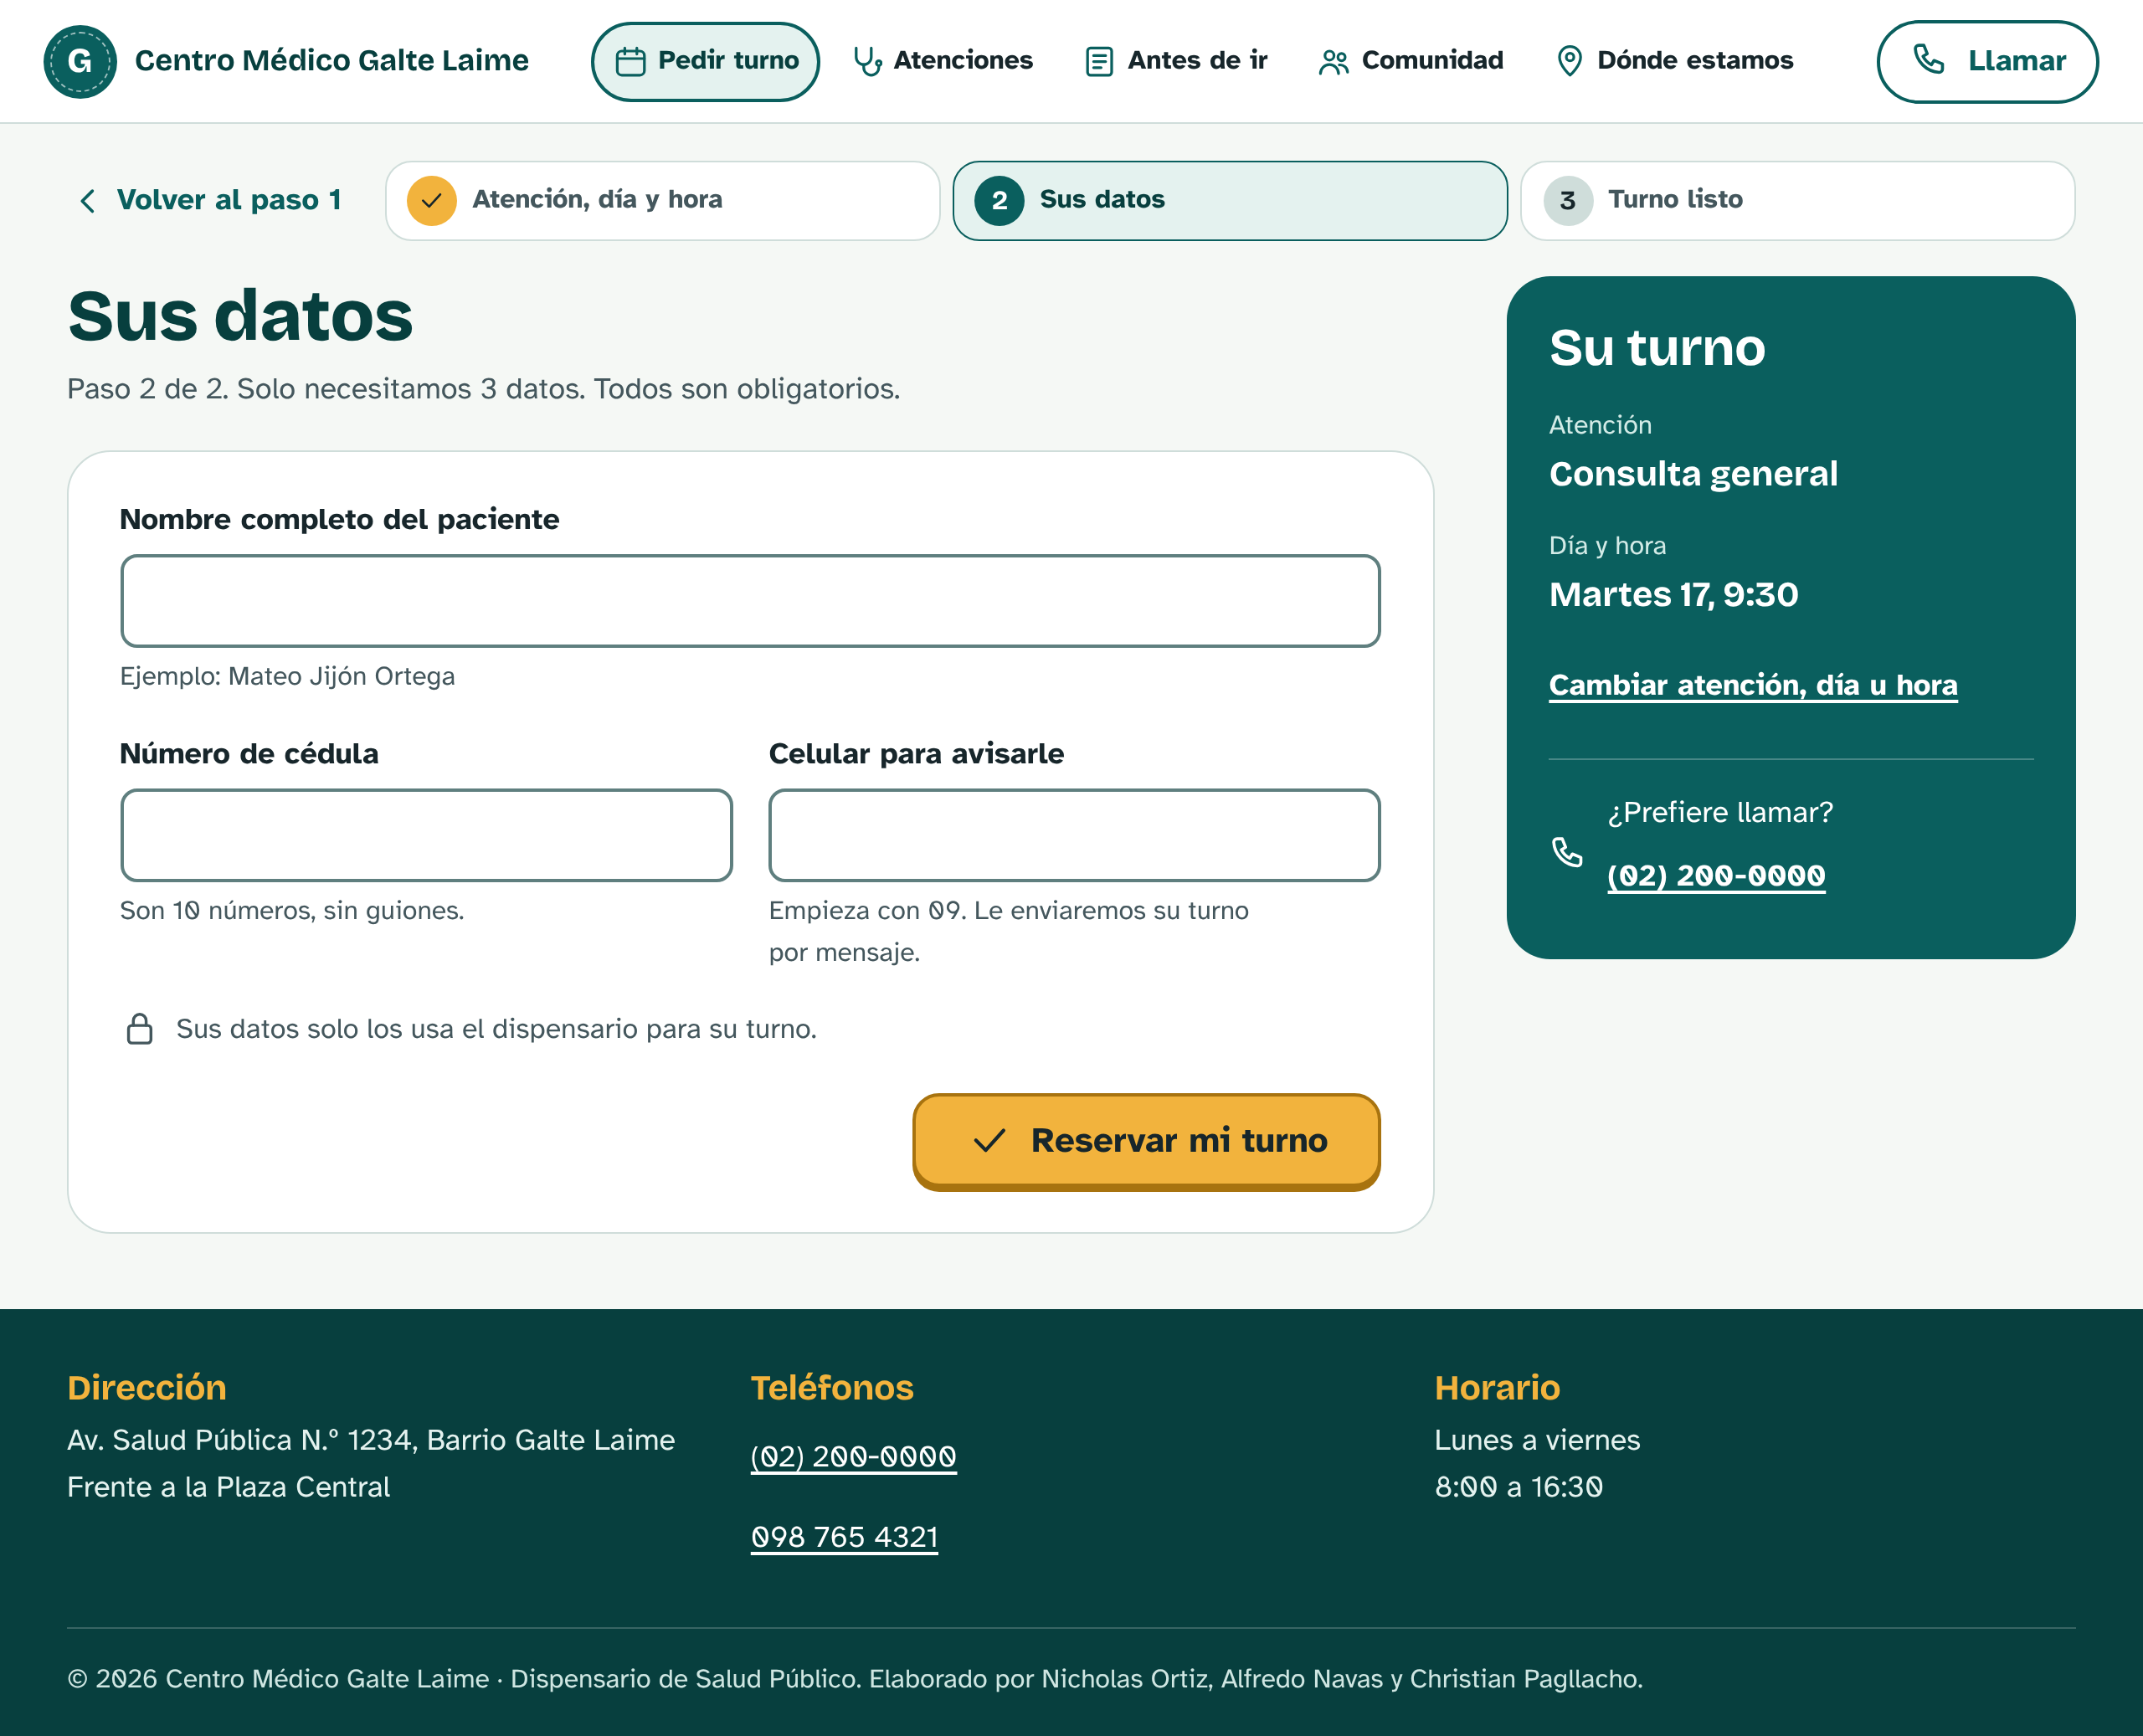 G
Centro Médico Galte Laime
Pedir turno
Atenciones
Antes de ir
Comunidad
Dónde estamos
Llamar
Volver al paso 1
Atención, día y hora
2 Sus datos
3 Turno listo
Sus datos
Paso 2 de 2. Solo necesitamos 3 datos. Todos son obligatorios.
Nombre completo del paciente
Ejemplo: Mateo Jijón Ortega
Número de cédula
Son 10 números, sin guiones.
Celular para avisarle
Empieza con 09. Le enviaremos su turno
por mensaje.
Sus datos solo los usa el dispensario para su turno.
Reservar mi turno
Su turno
Atención
Consulta general
Día y hora
Martes 17, 9:30
Cambiar atención, día u hora
¿Prefiere llamar?
(02) 200-0000
Dirección
Av. Salud Pública N.° 1234, Barrio Galte Laime
Frente a la Plaza Central
Teléfonos
(02) 200-0000
098 765 4321
Horario
Lunes a viernes
8:00 a 16:30
© 2026 Centro Médico Galte Laime · Dispensario de Salud Público. Elaborado por Nicholas Ortiz, Alfredo Navas y Christian Pagllacho.